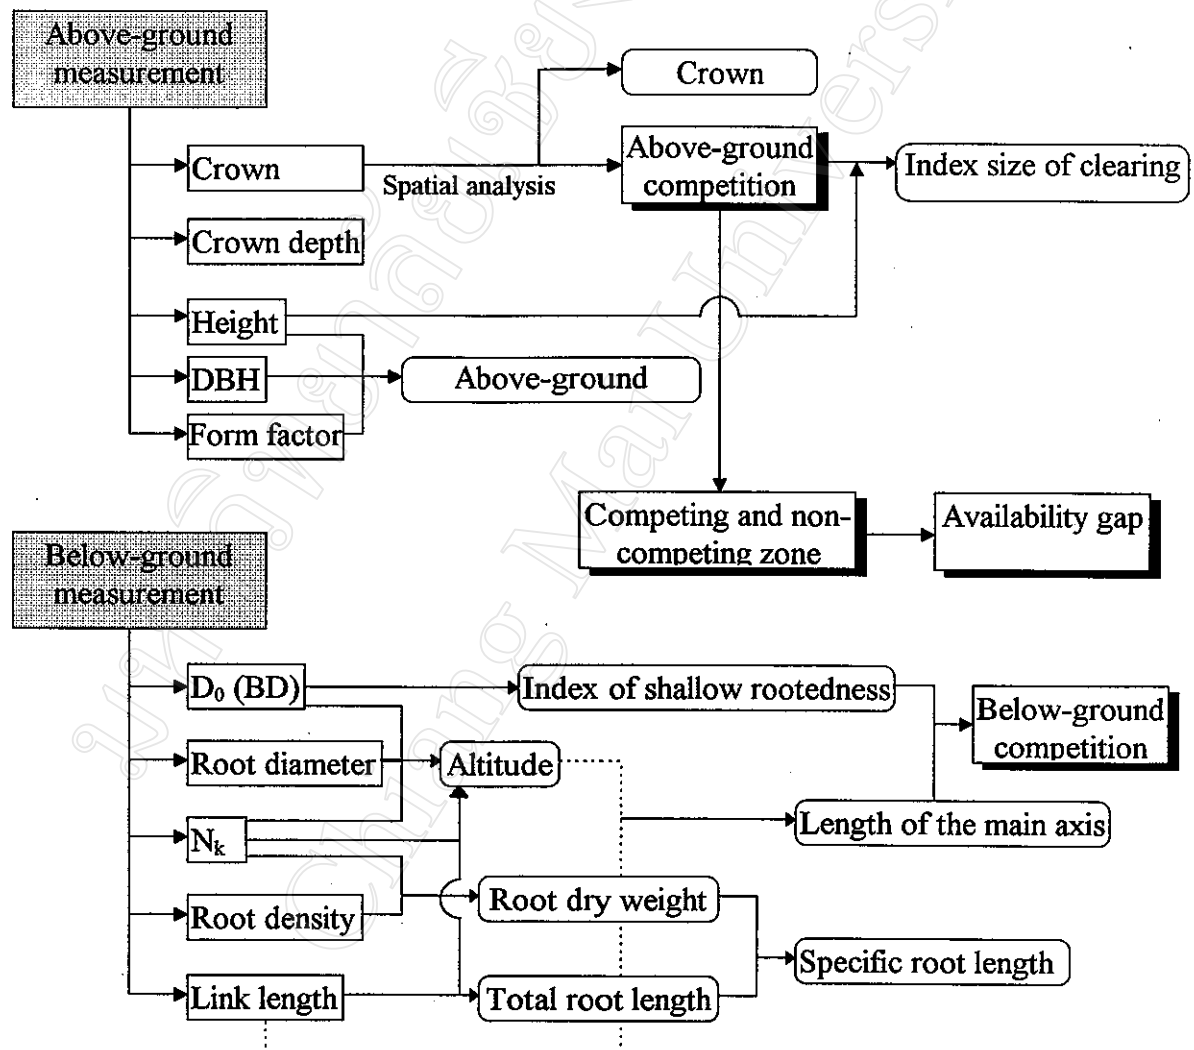 Above-ground
measurement
Crown
Crown
Spatial analysis
Above-ground
competition
Index size of clearing
Crown depth
Height
DBH
Above-ground
Form factor
Competing and non-
competing zone
Availability gap
Below-ground
measurement
D₀ (BD)
Index of shallow rootedness
Below-ground
competition
Root diameter
Altitude
Nₖ
Length of the main axis
Root density
Root dry weight
Specific root length
Link length
Total root length